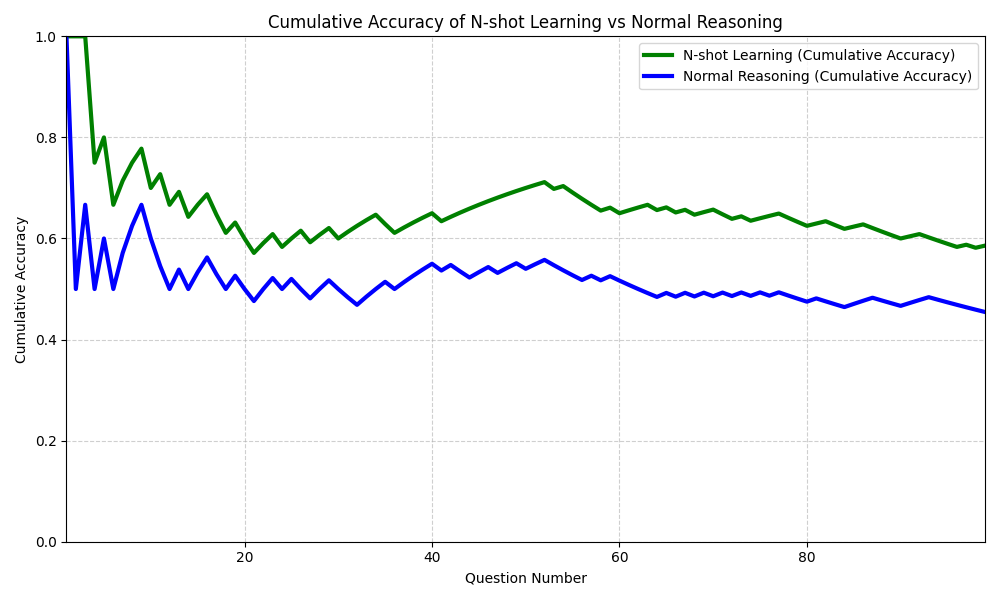 Cumulative Accuracy of N-shot Learning vs Normal Reasoning
N-shot Learning (Cumulative Accuracy)
Normal Reasoning (Cumulative Accuracy)
Cumulative Accuracy
1.0
0.8
0.6
0.4
0.2
0.0
20
40
60
80
Question Number